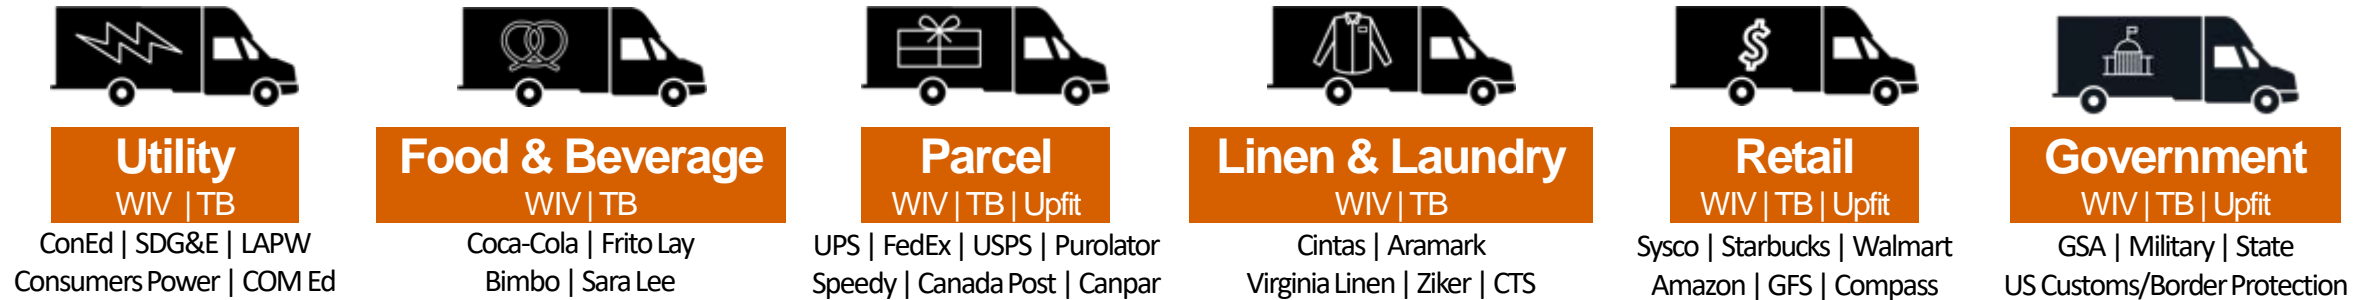 Utility
WIV | TB
ConEd | SDG&E | LAPW
Consumers Power | COM Ed
Food & Beverage
WIV | TB
Coca-Cola | Frito Lay
Bimbo | Sara Lee
Parcel
WIV | TB | Upfit
UPS | FedEx | USPS | Purolator
Speedy | Canada Post | Canpar
Linen & Laundry
WIV | TB
Cintas | Aramark
Virginia Linen | Ziker | CTS
$
Retail
WIV | TB | Upfit
Sysco | Starbucks | Walmart
Amazon | GFS | Compass
Government
WIV | TB | Upfit
GSA | Military | State
US Customs/Border Protection